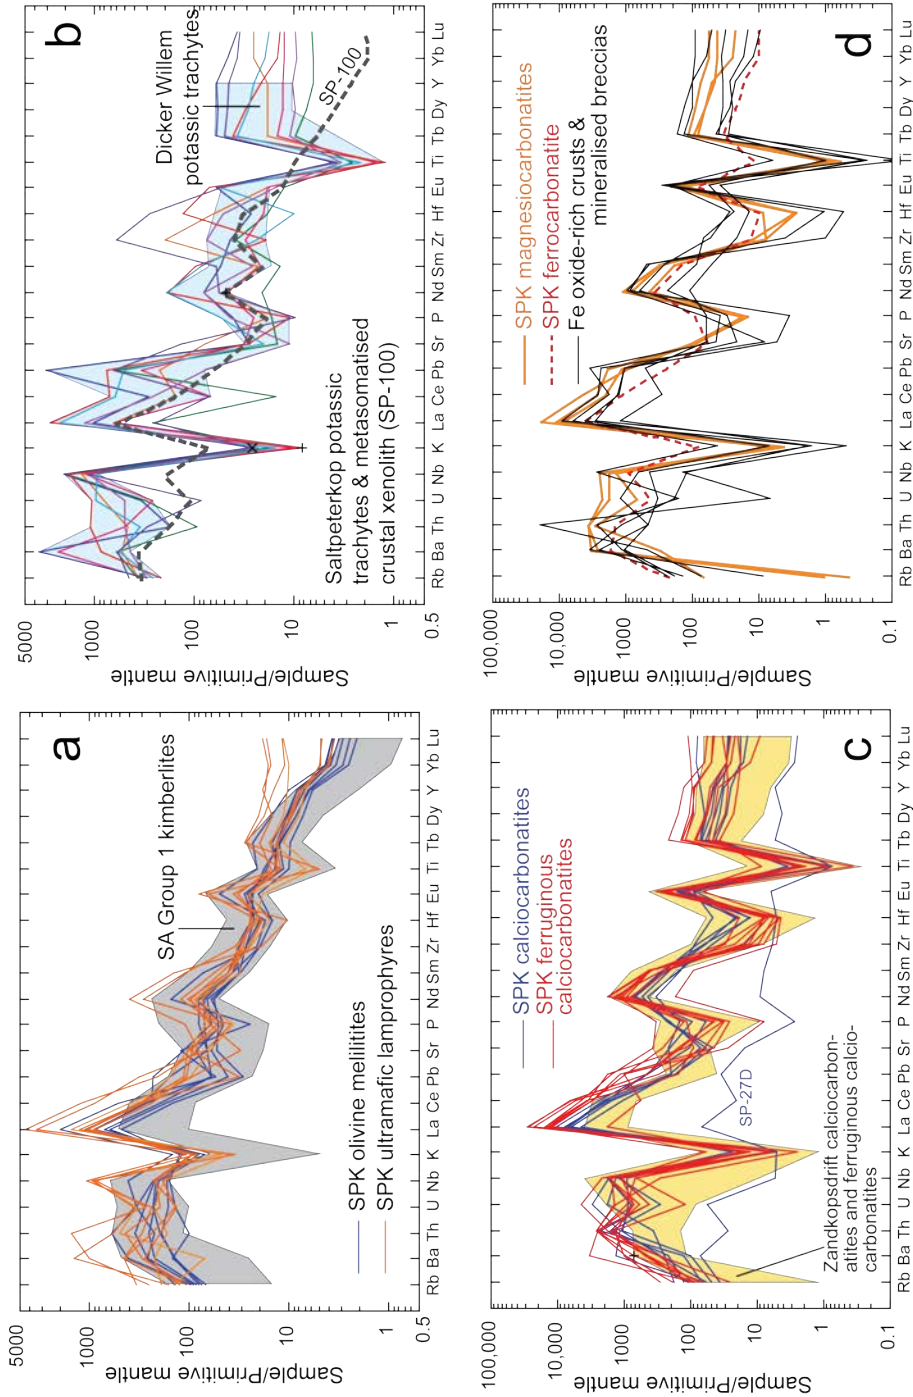 a
5000
1000
100
10
0.5
Sample/Primitive mantle
SA Group 1 kimberlites
SPK olivine melilitites
SPK ultramafic lamprophyres
Rb Ba Th U Nb K La Ce Pb Sr P Nd Sm Zr Hf Eu Ti Tb Dy Y Yb Lu
b
5000
1000
100
10
0.5
Sample/Primitive mantle
Dicker Willem
potassic trachytes
SP-100
Saltpeterkop potassic
trachytes & metasomatised
crustal xenolith (SP-100)
Rb Ba Th U Nb K La Ce Pb Sr P Nd Sm Zr Hf Eu Ti Tb Dy Y Yb Lu
c
100,000
10,000
1000
100
10
1
0.1
Sample/Primitive mantle
SPK calciocarbonatites
SPK ferruginous
calciocarbonatites
SP-27D
Zandkopsdrift calciocarbon-
atites and ferruginous calcio-
carbonatites
Rb Ba Th U Nb K La Ce Pb Sr P Nd Sm Zr Hf Eu Ti Tb Dy Y Yb Lu
d
100,000
10,000
1000
100
10
1
0.1
Sample/Primitive mantle
SPK magnesiocarbonatites
SPK ferrocarbonatite
Fe oxide-rich crusts &
mineralised breccias
Rb Ba Th U Nb K La Ce Pb Sr P Nd Sm Zr Hf Eu Ti Tb Dy Y Yb Lu